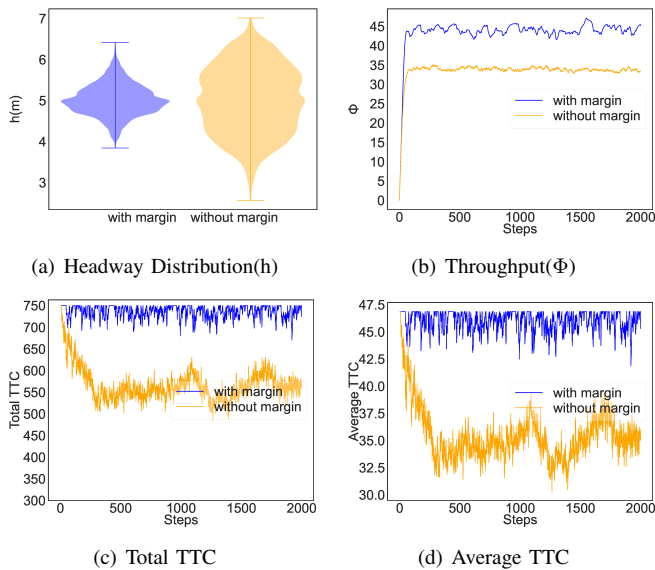 7
6
5
4
3
h(m)
with margin without margin
(a) Headway Distribution(h)
45
40
35
30
25
20
15
10
5
0
Φ
with margin
without margin
0 500 1000 1500 2000
Steps
(b) Throughput(Φ)
750
700
650
600
550
500
450
400
350
300
Total TTC
with margin
without margin
0 500 1000 1500 2000
Steps
(c) Total TTC
47.5
45.0
42.5
40.0
37.5
35.0
32.5
30.0
Average TTC
with margin
without margin
0 500 1000 1500 2000
Steps
(d) Average TTC